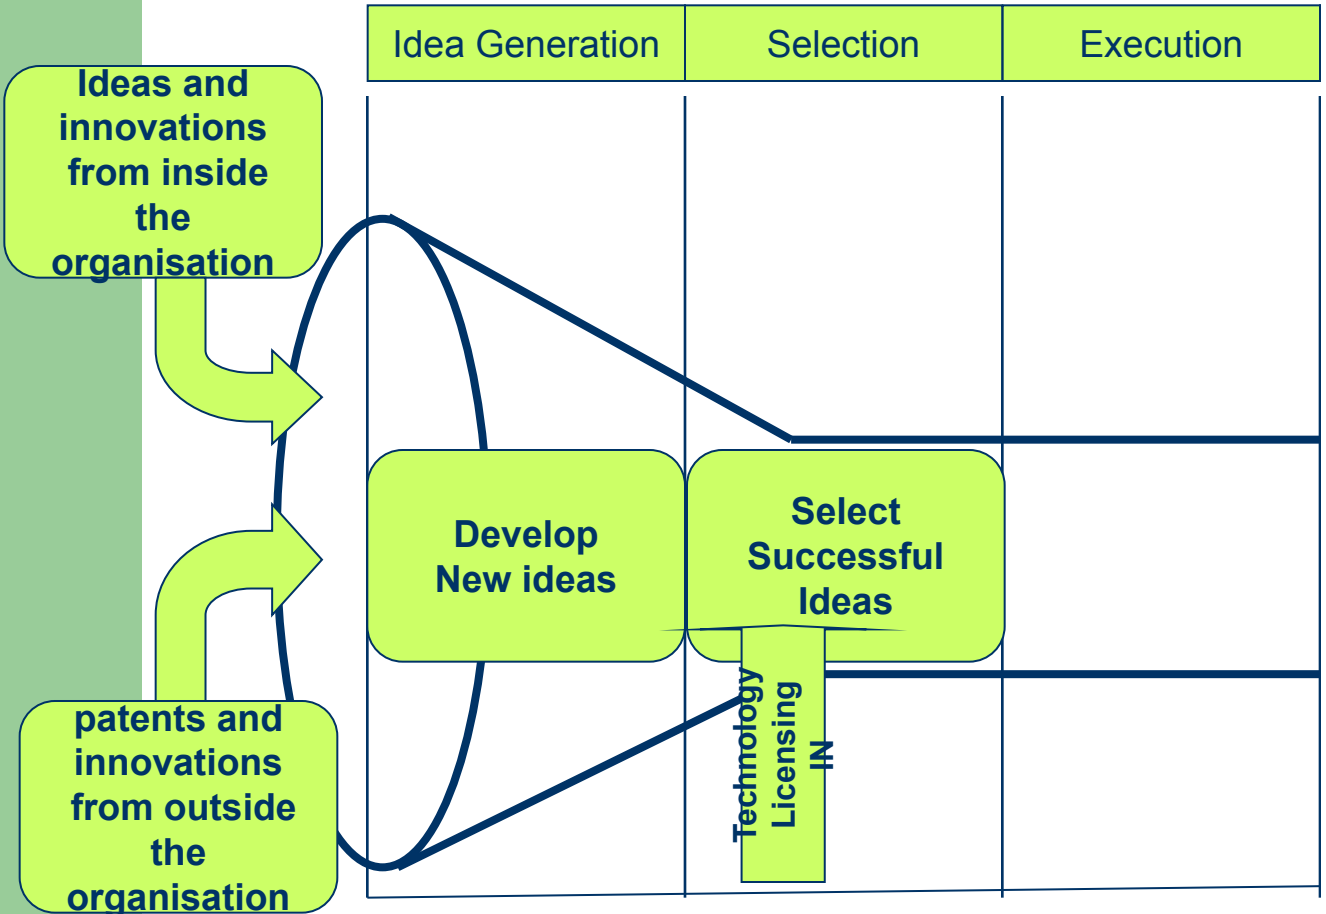 Idea Generation
Selection
Execution
Ideas and
innovations
from inside
the
organisation
Develop
New ideas
Select
Successful
Ideas
Technology
Licensing
IN
patents and
innovations
from outside
the
organisation